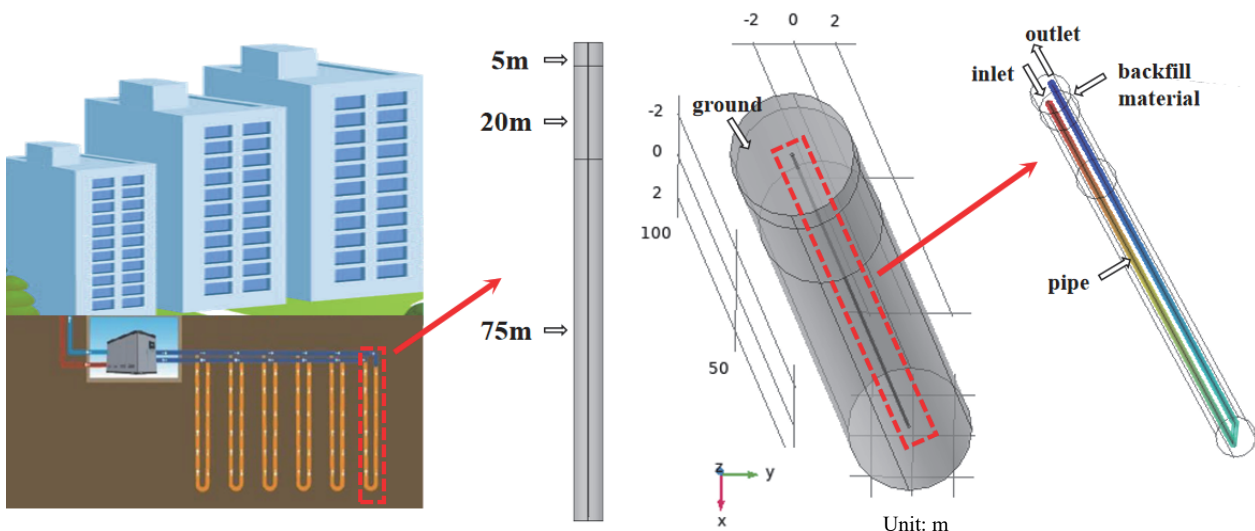 5m
20m
75m
-2 0 2
-2
0
2
100
50
ground
z
y
x
Unit: m
outlet
inlet
backfill
material
pipe